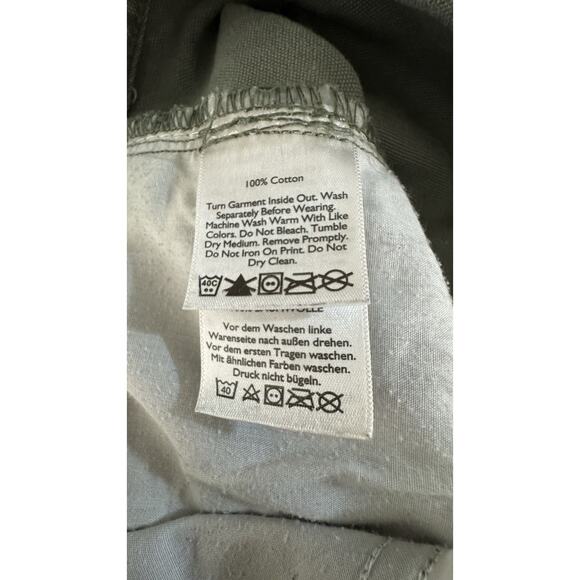 100% Cotton
Turn Garment Inside Out. Wash
Separately Before Wearing.
Machine Wash Warm With Like
Colors. Do Not Bleach. Tumble
Dry Medium. Remove Promptly.
Do Not Iron On Print. Do Not
Dry Clean.
40C
Vor dem Waschen linke
Warenseite nach außen drehen.
Vor dem ersten Tragen waschen.
Mit ähnlichen Farben waschen.
Druck nicht bügeln.
40